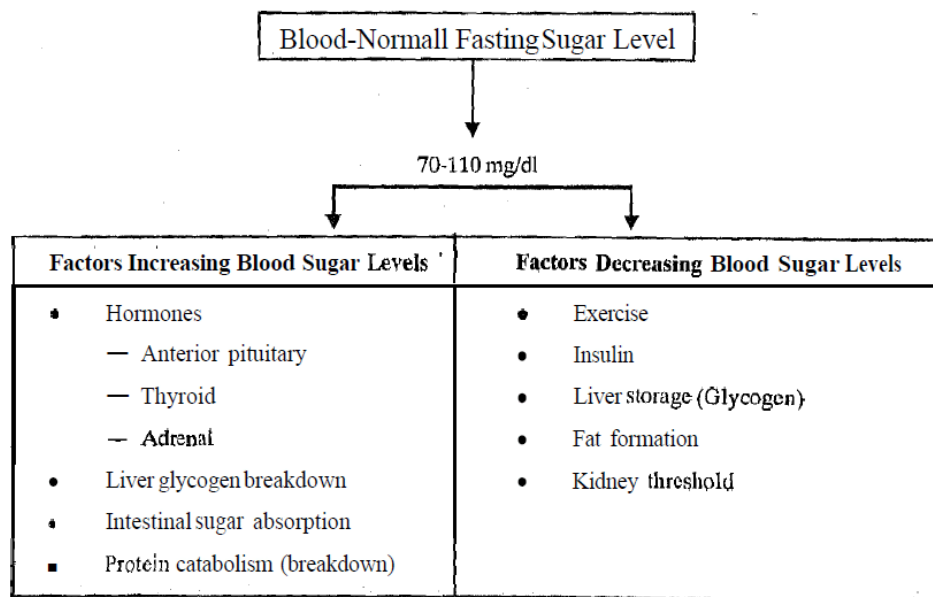 Blood-Normall Fasting Sugar Level
70-110 mg/dl
Factors Increasing Blood Sugar Levels
• Hormones
— Anterior pituitary
— Thyroid
— Adrenal
• Liver glycogen breakdown
• Intestinal sugar absorption
▪ Protein catabolism (breakdown)
Factors Decreasing Blood Sugar Levels
• Exercise
• Insulin
• Liver storage (Glycogen)
• Fat formation
• Kidney threshold